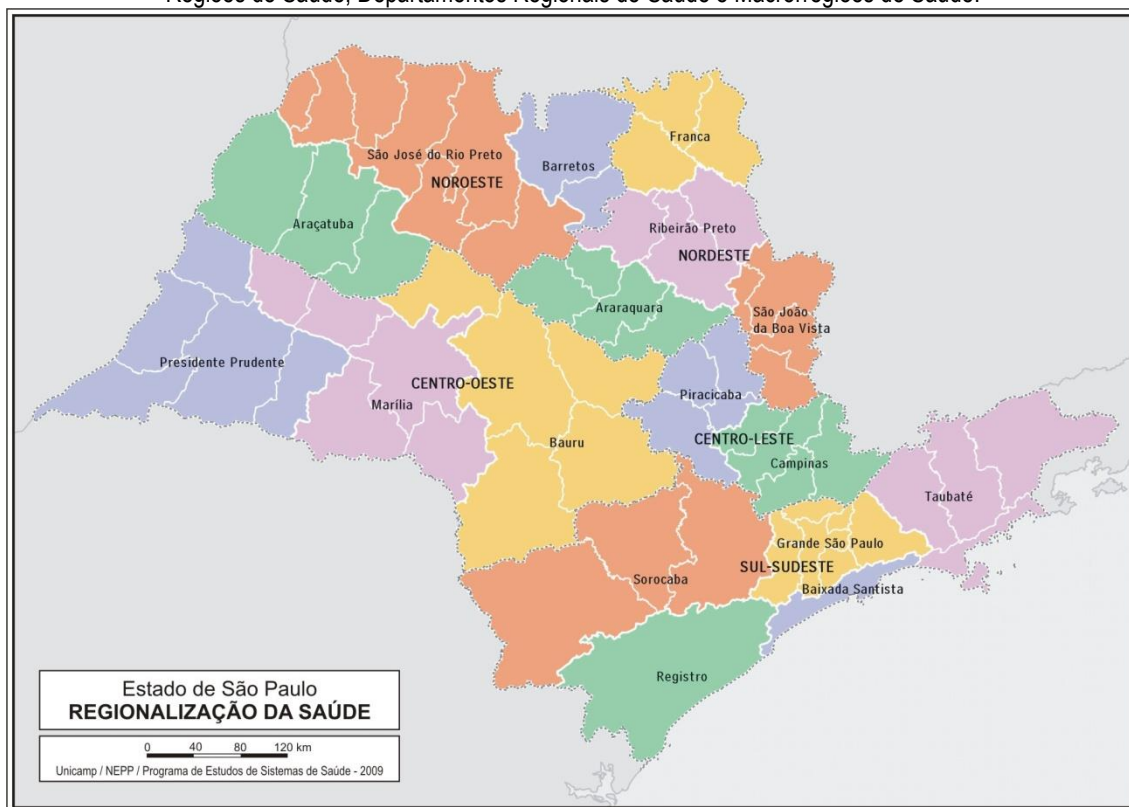 Regiões de Saúde, Departamentos Regionais de Saúde e Macrorregiões de Saúde.
Franca
São José do Rio Preto
Barretos
NOROESTE
Araçatuba
Ribeirão Preto
NORDESTE
Araraquara
São João
da Boa Vista
Presidente Prudente
CENTRO-OESTE
Marília
Piracicaba
Bauru
CENTRO-LESTE
Campinas
Taubaté
Grande São Paulo
SUL-SUDESTE
Sorocaba
Baixada Santista
Registro
Estado de São Paulo
REGIONALIZAÇÃO DA SAÚDE
0 40 80 120 km
Unicamp / NEPP / Programa de Estudos de Sistemas de Saúde - 2009